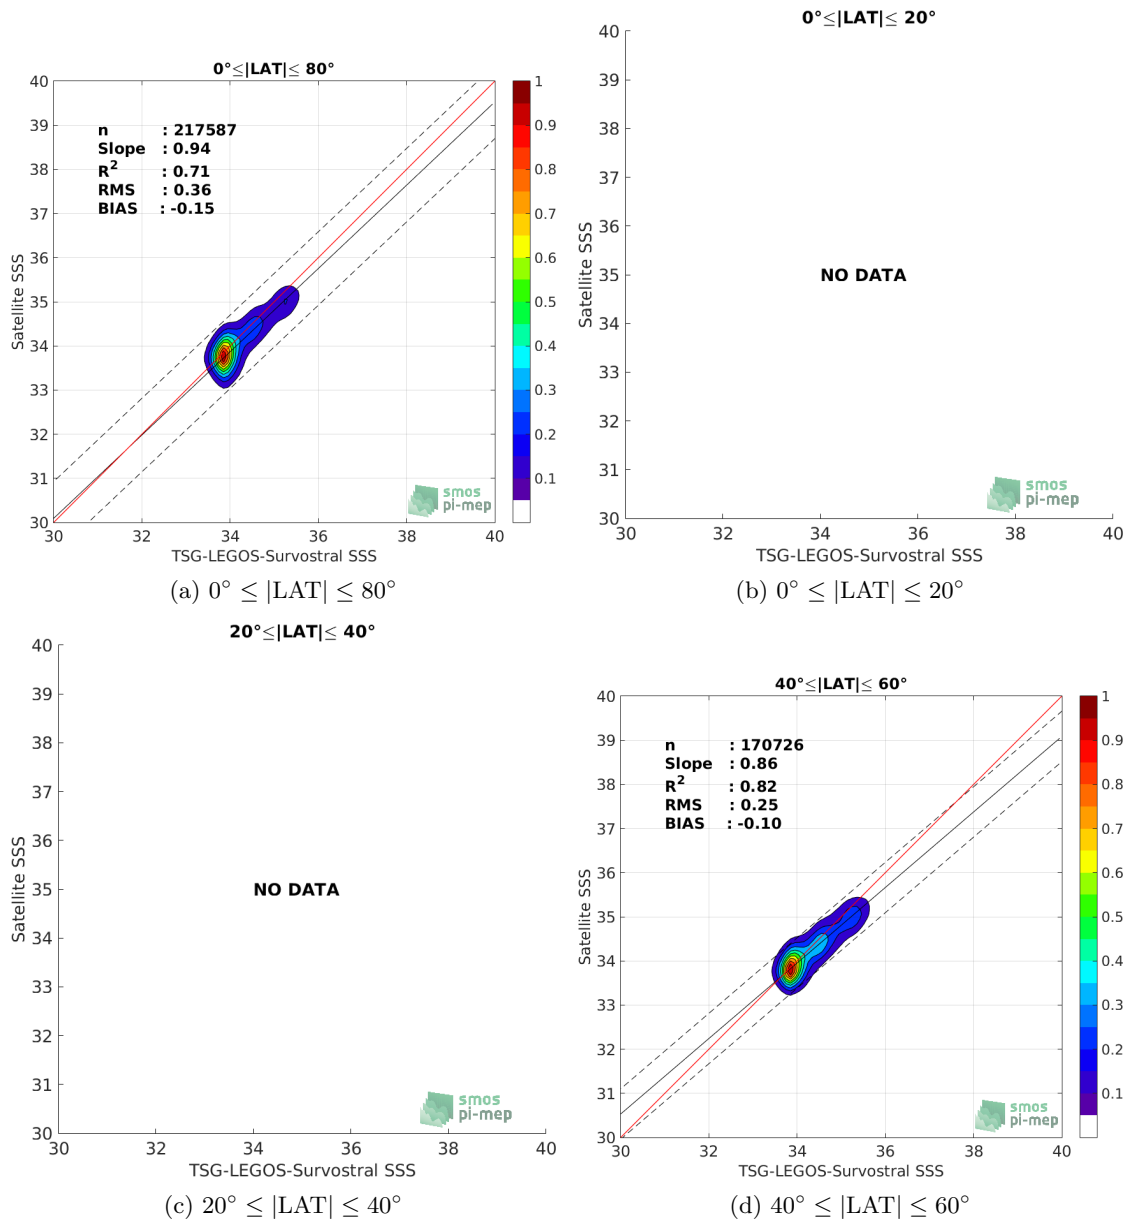 0°≤|LAT|≤ 80°
40
39
38
37
36
35
34
33
32
31
30
30
32
34
36
38
40
n : 217587
Slope : 0.94
R² : 0.71
RMS : 0.36
BIAS : -0.15
1
0.9
0.8
0.7
0.6
0.5
0.4
0.3
0.2
0.1
Satellite SSS
TSG-LEGOS-Survostral SSS
smos
pi-mep
(a) 0° ≤ |LAT| ≤ 80°
0°≤|LAT|≤ 20°
40
39
38
37
36
35
34
33
32
31
30
30
32
34
36
38
40
NO DATA
Satellite SSS
TSG-LEGOS-Survostral SSS
smos
pi-mep
(b) 0° ≤ |LAT| ≤ 20°
20°≤|LAT|≤ 40°
40
39
38
37
36
35
34
33
32
31
30
30
32
34
36
38
40
NO DATA
Satellite SSS
TSG-LEGOS-Survostral SSS
smos
pi-mep
(c) 20° ≤ |LAT| ≤ 40°
40°≤|LAT|≤ 60°
40
39
38
37
36
35
34
33
32
31
30
30
32
34
36
38
40
n : 170726
Slope : 0.86
R² : 0.82
RMS : 0.25
BIAS : -0.10
1
0.9
0.8
0.7
0.6
0.5
0.4
0.3
0.2
0.1
Satellite SSS
TSG-LEGOS-Survostral SSS
smos
pi-mep
(d) 40° ≤ |LAT| ≤ 60°